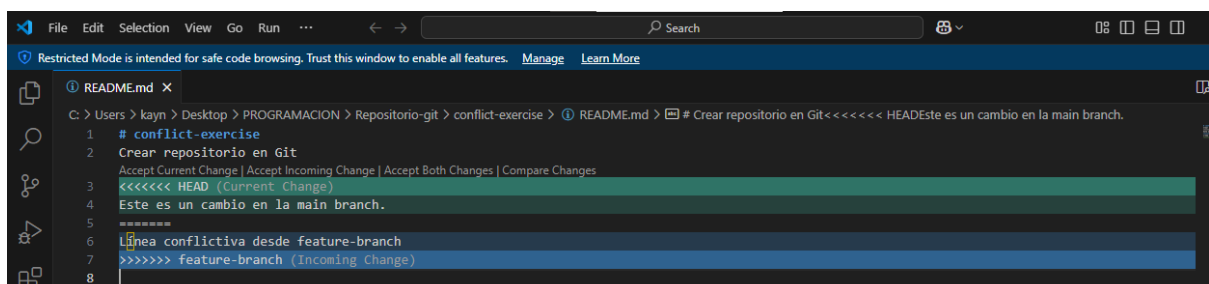 File Edit Selection View Go Run ··· ← → Search
Restricted Mode is intended for safe code browsing. Trust this window to enable all features. Manage Learn More
README.md ×
C: > Users > kayn > Desktop > PROGRAMACION > Repositorio-git > conflict-exercise > README.md > # Crear repositorio en Git<<<<<<< HEADEste es un cambio en la main branch.
1 # conflict-exercise
2 Crear repositorio en Git
Accept Current Change | Accept Incoming Change | Accept Both Changes | Compare Changes
3 <<<<<<< HEAD (Current Change)
4 Este es un cambio en la main branch.
5 =======
6 Línea conflictiva desde feature-branch
7 >>>>>>> feature-branch (Incoming Change)
8